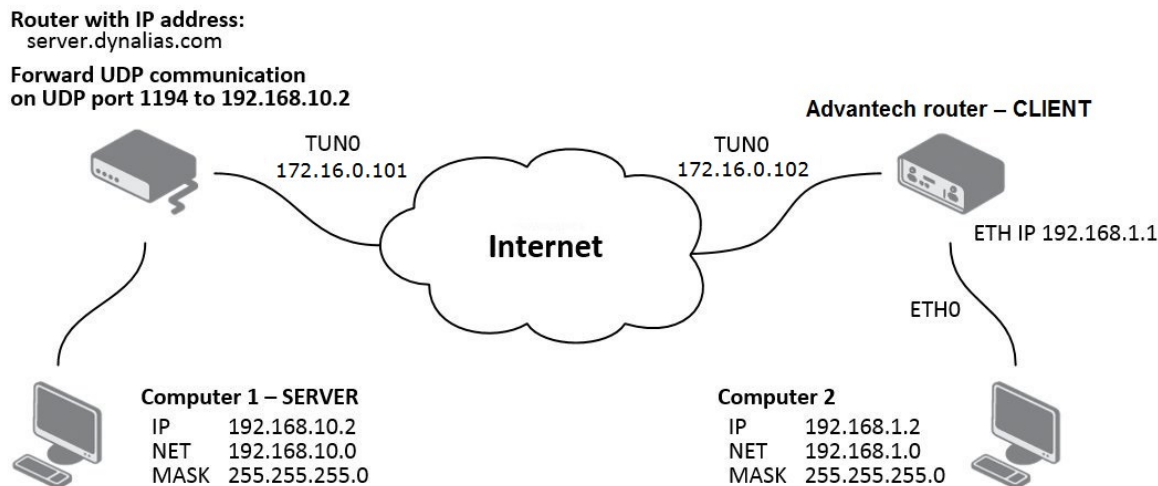 Router with IP address:
server.dynalias.com
Forward UDP communication
on UDP port 1194 to 192.168.10.2
TUN0
172.16.0.101
Internet
TUN0
172.16.0.102
Advantech router – CLIENT
ETH IP 192.168.1.1
ETH0
Computer 1 – SERVER
IP 192.168.10.2
NET 192.168.10.0
MASK 255.255.255.0
Computer 2
IP 192.168.1.2
NET 192.168.1.0
MASK 255.255.255.0